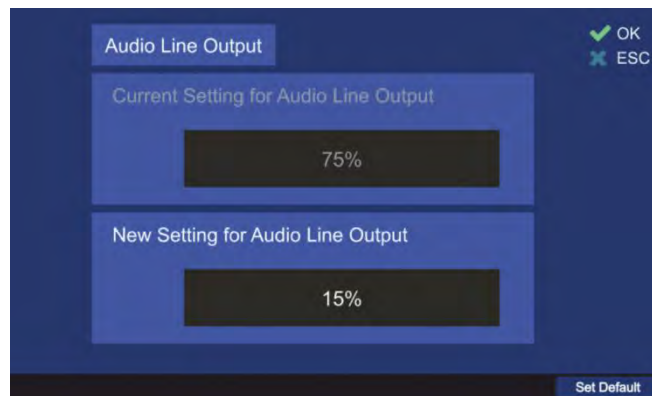 Audio Line Output
OK
ESC
Current Setting for Audio Line Output
75%
New Setting for Audio Line Output
15%
Set Default